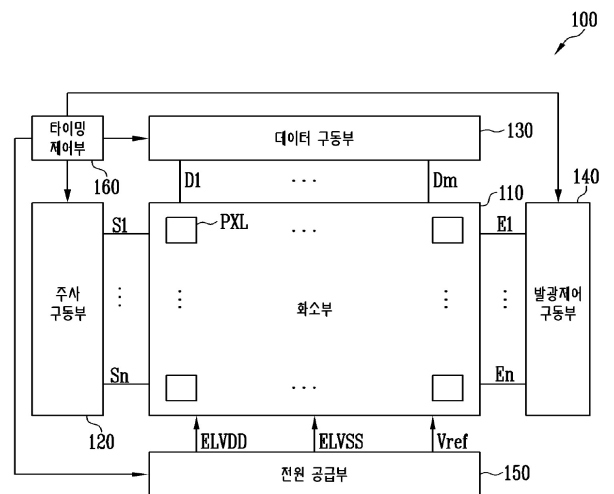 100
타이밍
제어부
160
데이터 구동부
130
D1
...
Dm
110
140
S1
PXL
...
E1
주사
구동부
화소부
발광제어
구동부
Sn
...
En
120
ELVDD
ELVSS
Vref
전원 공급부
150